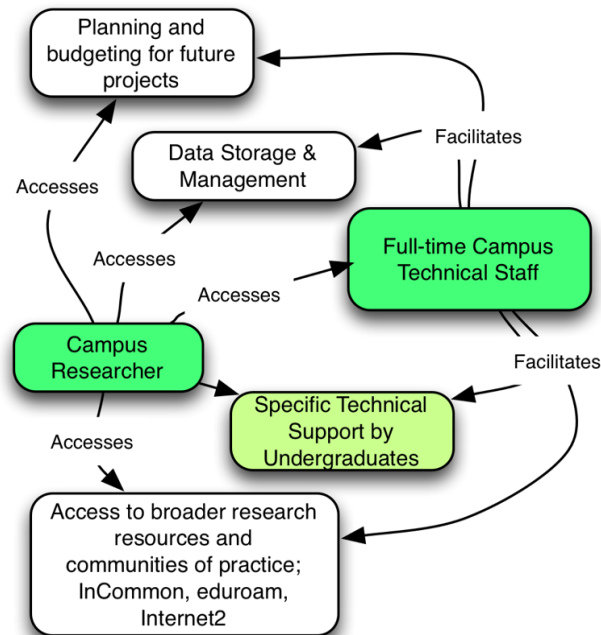 Planning and
budgeting for future
projects
Facilitates
Data Storage &
Management
Accesses
Full-time Campus
Technical Staff
Accesses
Accesses
Campus
Researcher
Facilitates
Specific Technical
Support by
Undergraduates
Accesses
Access to broader research
resources and
communities of practice;
InCommon, eduroam,
Internet2